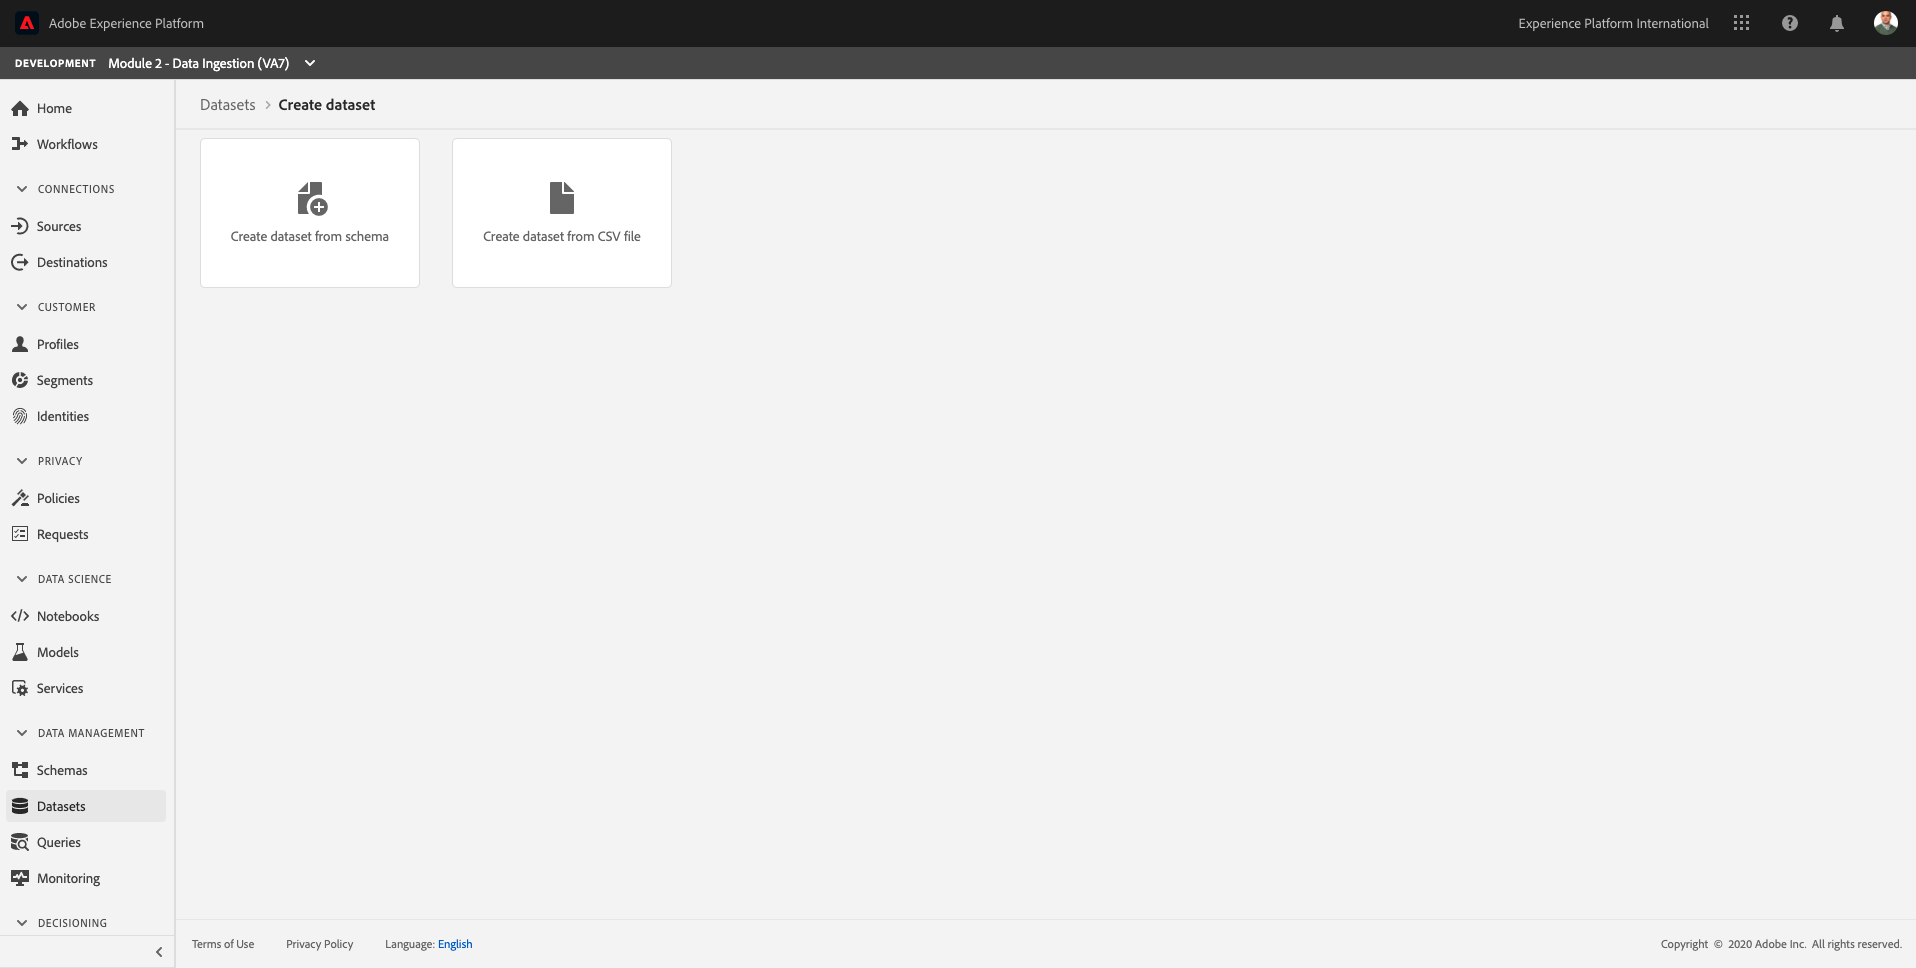 Adobe Experience Platform
Experience Platform International
DEVELOPMENT Module 2 - Data Ingestion (VA7)
Home
Workflows
CONNECTIONS
Sources
Destinations
CUSTOMER
Profiles
Segments
Identities
PRIVACY
Policies
Requests
DATA SCIENCE
Notebooks
Models
Services
DATA MANAGEMENT
Schemas
Datasets
Queries
Monitoring
DECISIONING
Datasets > Create dataset
Create dataset from schema
Create dataset from CSV file
Terms of Use Privacy Policy Language: English
Copyright © 2020 Adobe Inc. All rights reserved.